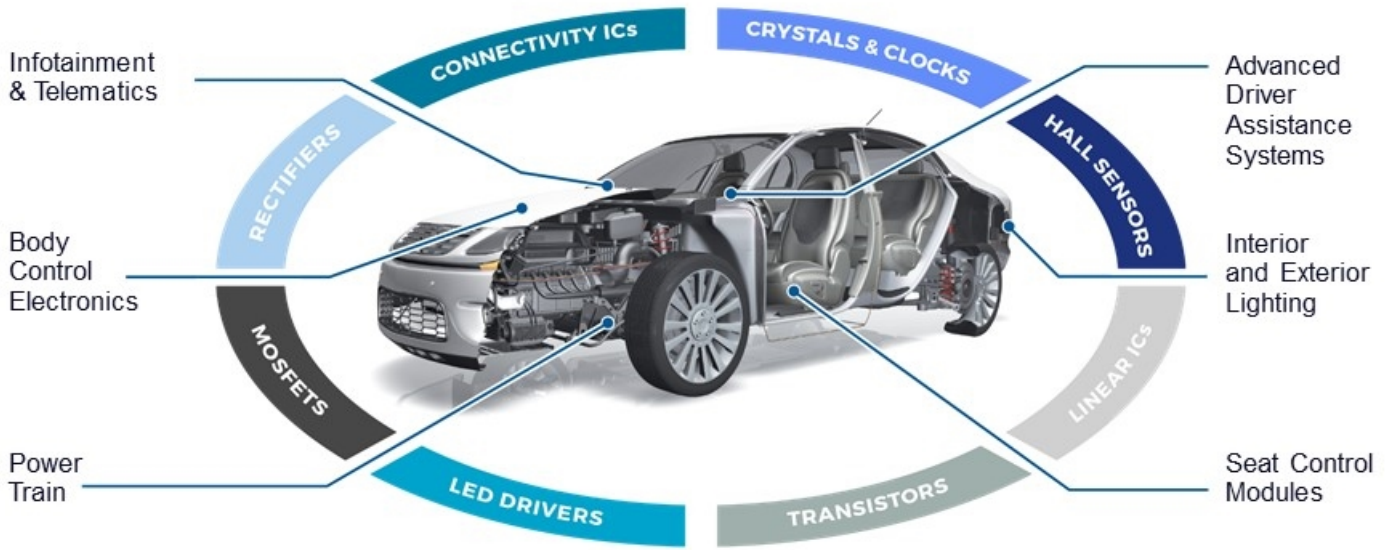 CONNECTIVITY ICs
CRYSTALS & CLOCKS
Infotainment
& Telematics
Advanced
Driver
Assistance
Systems
RECTIFIERS
HALL SENSORS
Body
Control
Electronics
Interior
and Exterior
Lighting
MOSFETS
LINEAR ICs
Power
Train
LED DRIVERS
TRANSISTORS
Seat Control
Modules